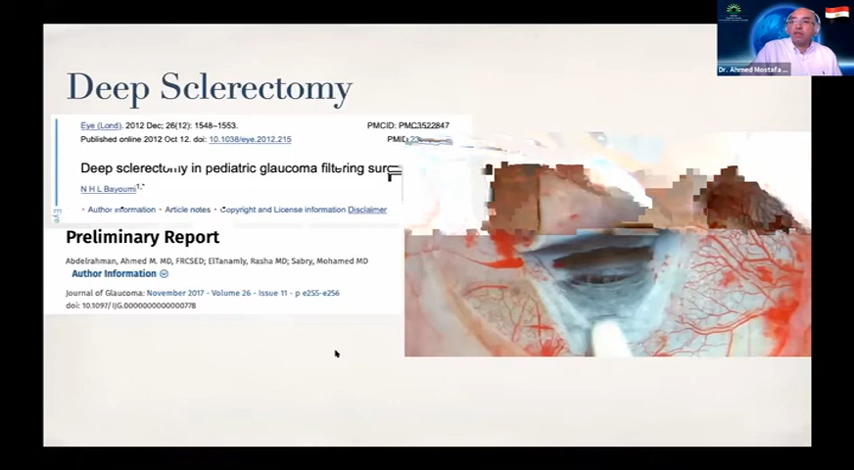 Dr. Ahmed Mostafa ...
Deep Sclerectomy
Eye (Lond). 2012 Dec; 26(12): 1548–1553.
PMCID: PMC3522847
Published online 2012 Oct 12. doi: 10.1038/eye.2012.215
PMID:
Deep sclerectomy in pediatric glaucoma filtering
N H L Bayoumi1,*
Author information • Article notes • Copyright and License information Disclaimer
Eye
Preliminary Report
Abdelrahman, Ahmed M. MD, FRCSED; ElTanamly, Rasha MD; Sabry, Mohamed MD
Author Information
Journal of Glaucoma: November 2017 - Volume 26 - Issue 11 - p e255-e256
doi: 10.1097/IJG.0000000000000778